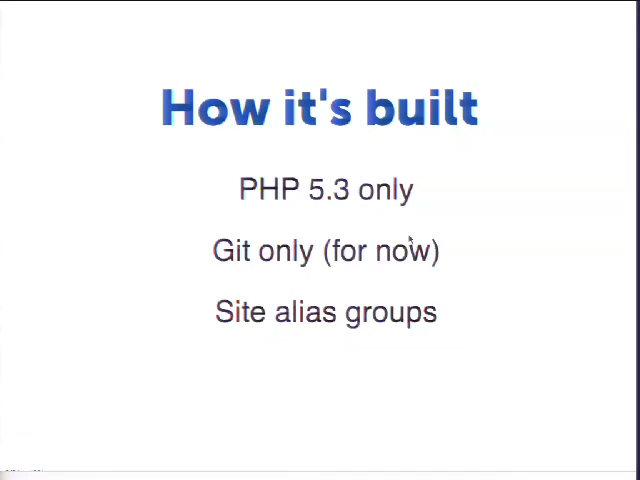 How it's built
PHP 5.3 only
Git only (for now)
Site alias groups